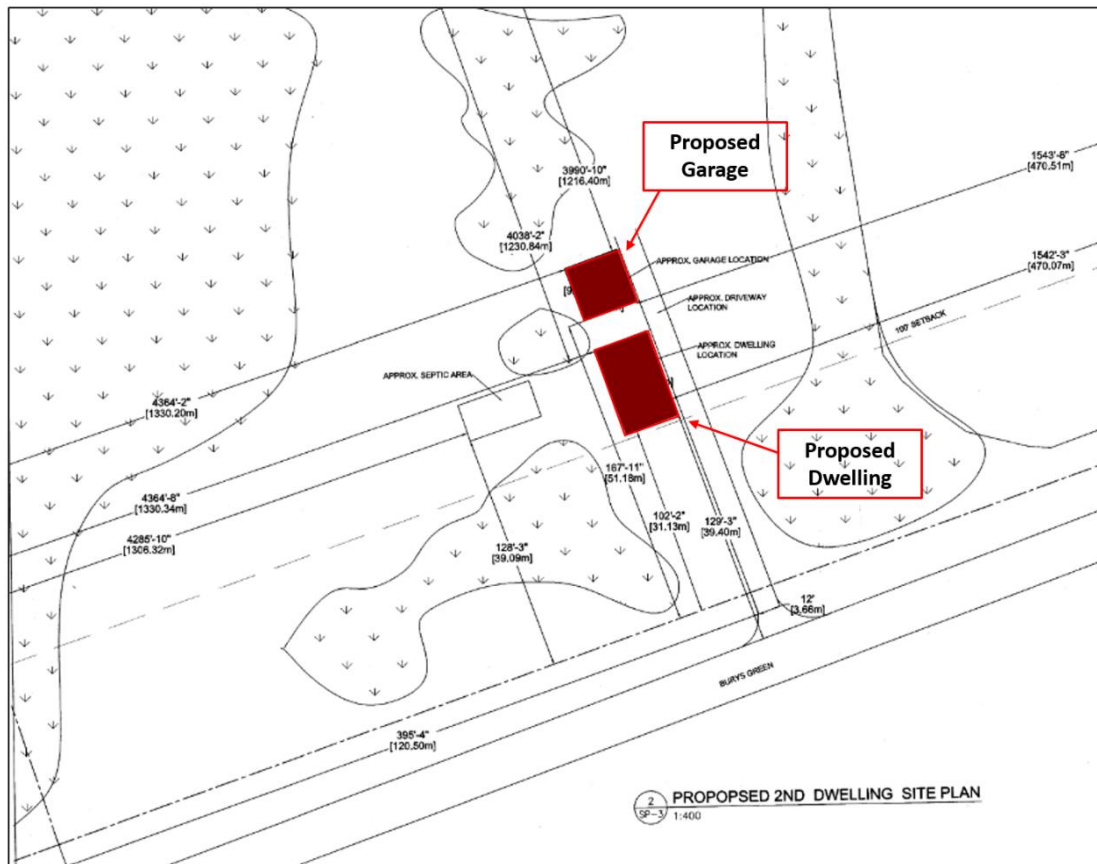 Proposed
Garage
1543'-6"
[470.51m]
3990'-10"
[1216.40m]
4038'-2"
[1230.84m]
1542'-3"
[470.07m]
APPROX. GARAGE LOCATION
[9
APPROX. DRIVEWAY
LOCATION
100' SETBACK
APPROX. DWELLING
LOCATION
APPROX. SEPTIC AREA
4364'-2"
[1330.20m]
Proposed
Dwelling
167'-11"
[51.18m]
4364'-8"
[1330.34m]
102'-2"
[31.13m]
129'-3"
[39.40m]
4285'-10"
[1306.32m]
128'-3"
[39.09m]
12'
[3.66m]
BURYS GREEN
395'-4"
[120.50m]
2
SP-3
PROPOPSED 2ND DWELLING SITE PLAN
1:400